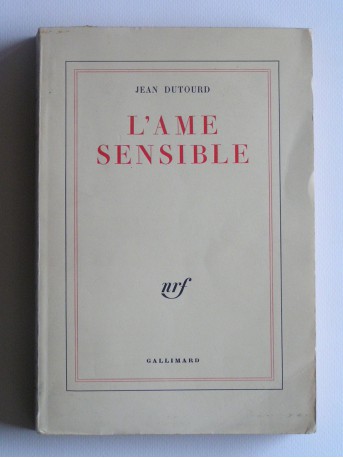 JEAN DUTOURD
L'AME
SENSIBLE
nrf
GALLIMARD